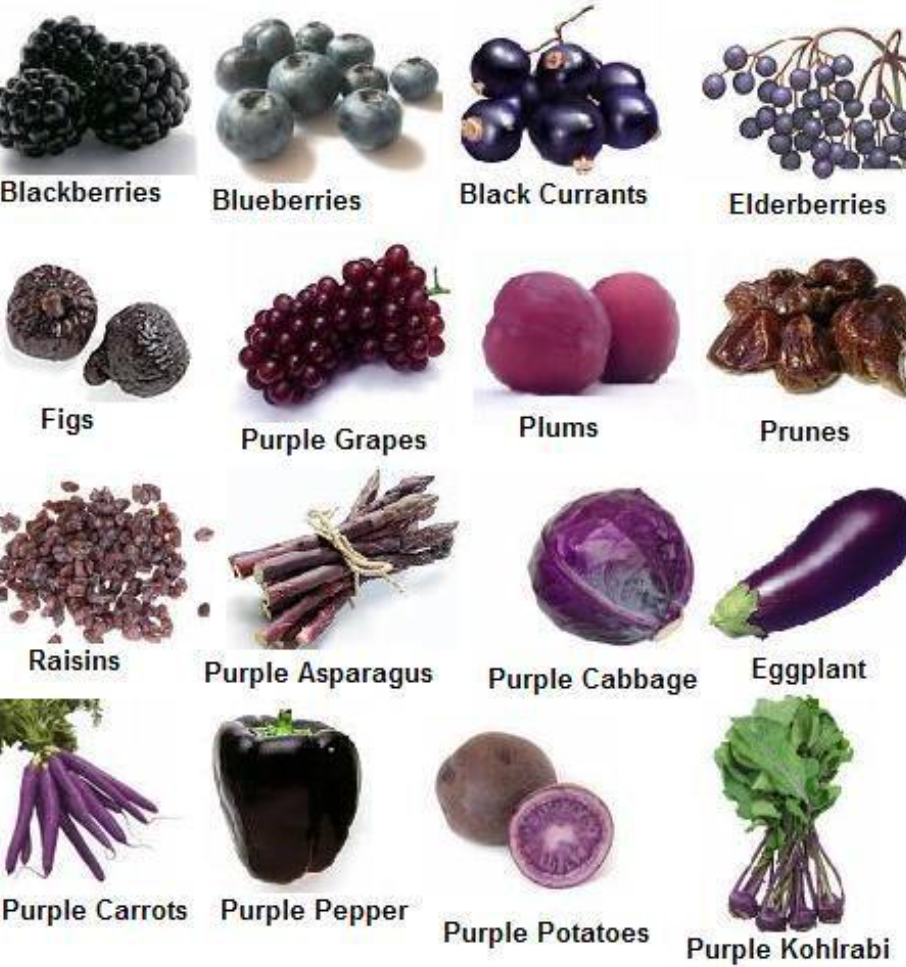 Blackberries
Blueberries
Black Currants
Elderberries
Figs
Purple Grapes
Plums
Prunes
Raisins
Purple Asparagus
Purple Cabbage
Eggplant
Purple Carrots
Purple Pepper
Purple Potatoes
Purple Kohlrabi